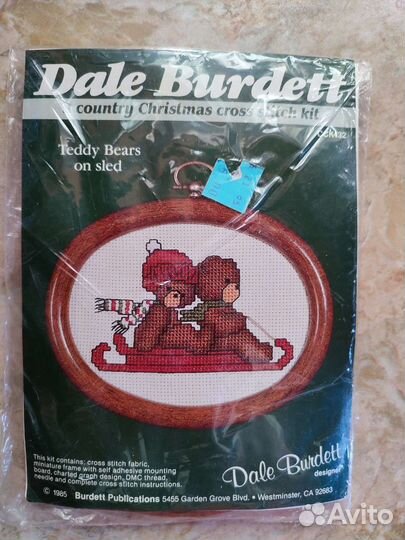 Dale Burdett
a country Christmas cross stitch kit
Teddy Bears
on sled
This kit contains: cross stitch fabric,
miniature frame with self adhesive mounting
board, charted graph design, DMC thread,
needle and complete cross stitch instructions.
Dale Burdett
designer
© 1985 Burdett Publications 5455 Garden Grove Blvd. • Westminster, CA 92683
Avito